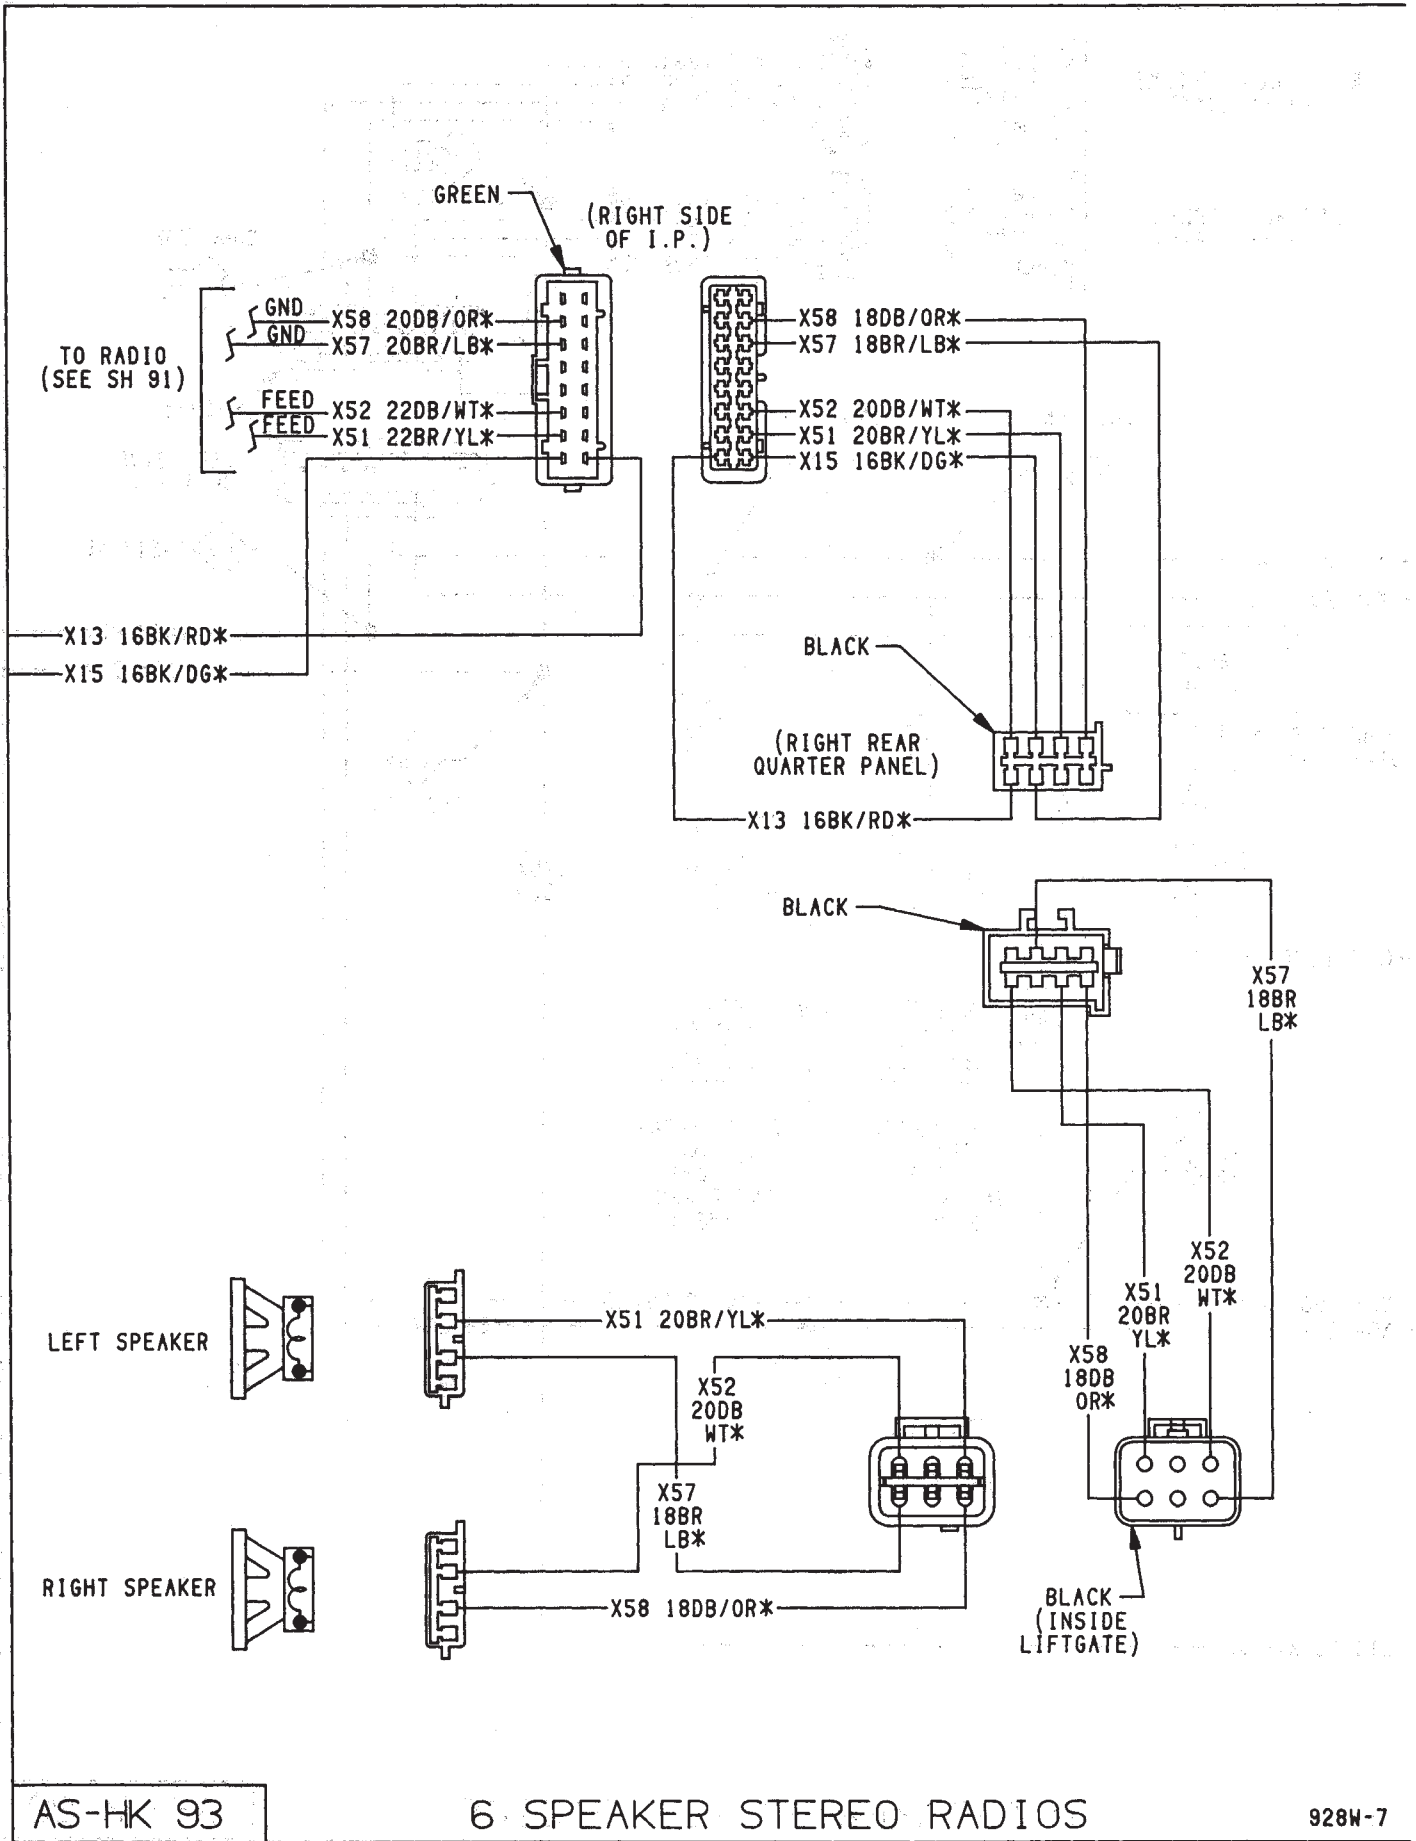 GREEN
(RIGHT SIDE
OF I.P.)
GND
X58 20DB/OR*
GND
X57 20BR/LB*
TO RADIO
(SEE SH 91)
FEED
X52 22DB/WT*
FEED
X51 22BR/YL*
X58 18DB/OR*
X57 18BR/LB*
X52 20DB/WT*
X51 20BR/YL*
X15 16BK/DG*
X13 16BK/RD*
X15 16BK/DG*
BLACK
(RIGHT REAR
QUARTER PANEL)
X13 16BK/RD*
BLACK
X57
18BR
LB*
X52
20DB
WT*
X51
20BR
YL*
X58
18DB
OR*
LEFT SPEAKER
X51 20BR/YL*
X52
20DB
WT*
X57
18BR
LB*
RIGHT SPEAKER
X58 18DB/OR*
BLACK
(INSIDE
LIFTGATE)
AS-HK 93
6 SPEAKER STEREO RADIOS
928W-7